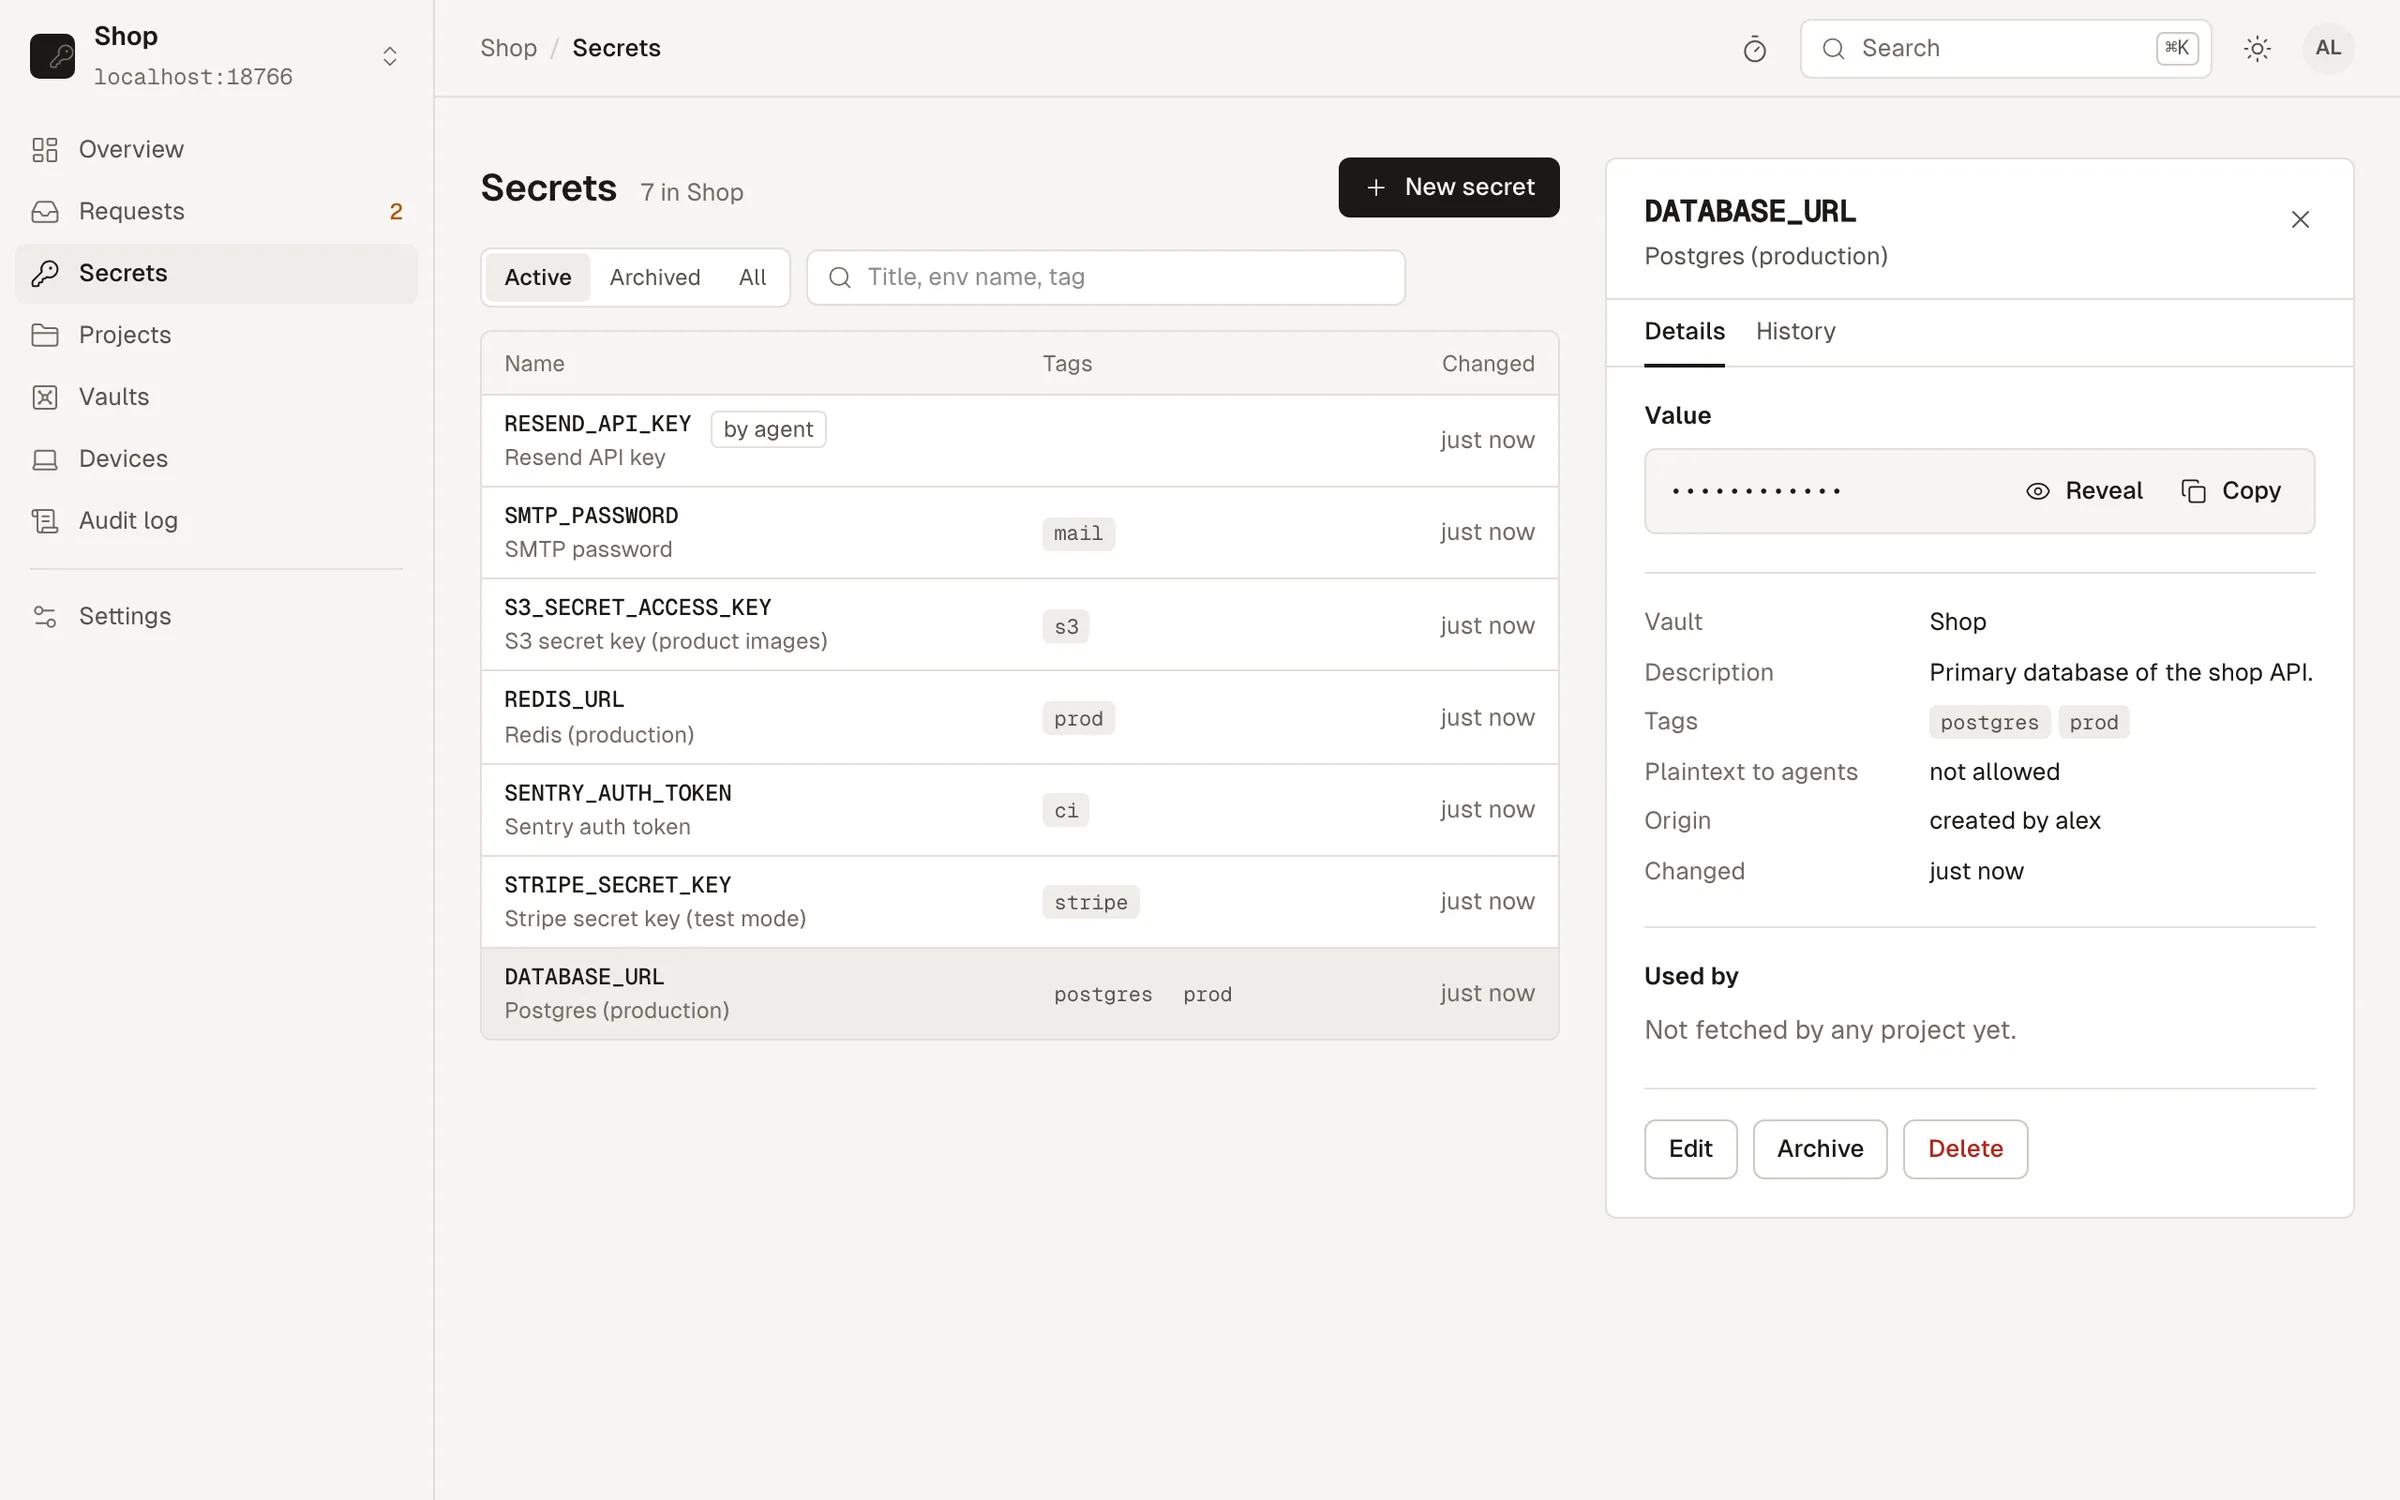 Shop
localhost:18766
Overview
Requests 2
Secrets
Projects
Vaults
Devices
Audit log
Settings
Shop / Secrets
Search ⌘K
AL
Secrets 7 in Shop
+ New secret
Active Archived All
Title, env name, tag
Name Tags Changed
RESEND_API_KEY by agent
Resend API key
just now
SMTP_PASSWORD
SMTP password
mail just now
S3_SECRET_ACCESS_KEY
S3 secret key (product images)
s3 just now
REDIS_URL
Redis (production)
prod just now
SENTRY_AUTH_TOKEN
Sentry auth token
ci just now
STRIPE_SECRET_KEY
Stripe secret key (test mode)
stripe just now
DATABASE_URL
Postgres (production)
postgres prod just now
DATABASE_URL
Postgres (production)
Details History
Value
•••••••••••• Reveal Copy
Vault Shop
Description Primary database of the shop API.
Tags postgres prod
Plaintext to agents not allowed
Origin created by alex
Changed just now
Used by
Not fetched by any project yet.
Edit Archive Delete